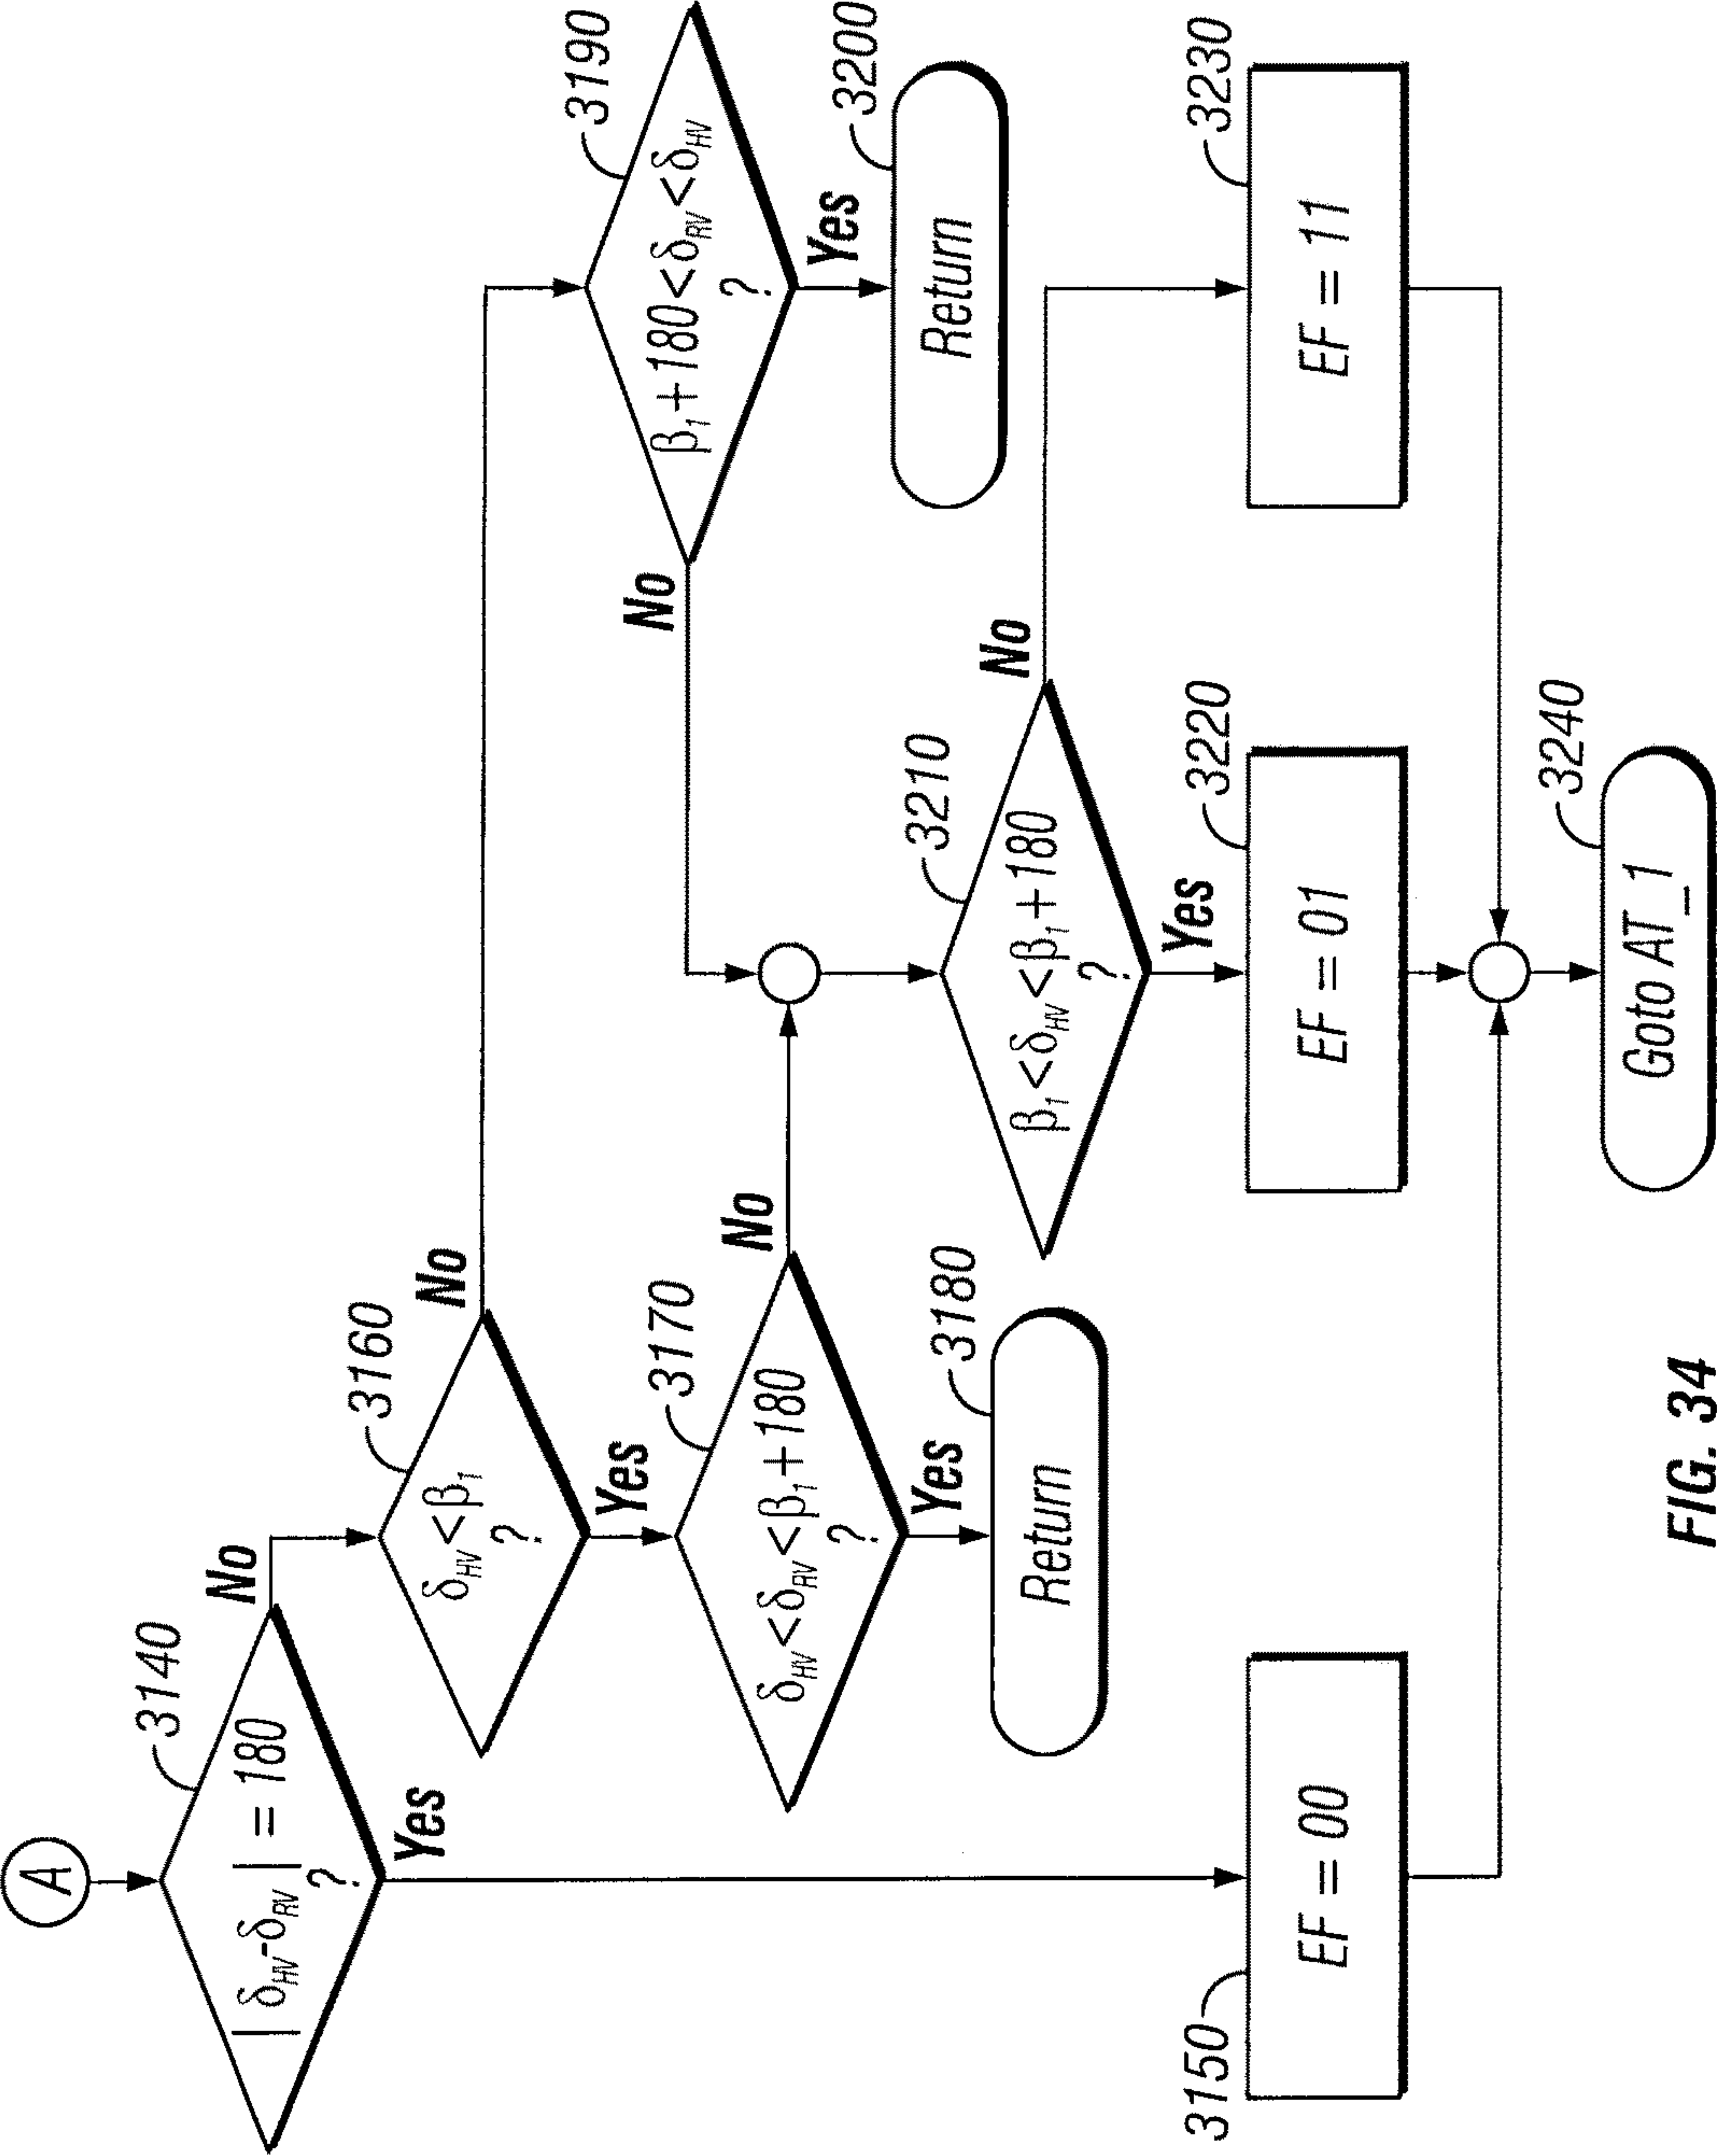 A
3140
| δHV-δRV | = 180
?
No
Yes
3160
δHV < β1
?
No
Yes
3170
δHV < δRV < β1 + 180
?
No
Yes
3180
Return
3190
β1 + 180 < δRV < δHV
?
No
Yes
3200
Return
3210
β1 < δHV < β1 + 180
?
No
Yes
3150
EF = 00
3220
EF = 01
3230
EF = 11
3240
Goto AT_1
FIG. 34